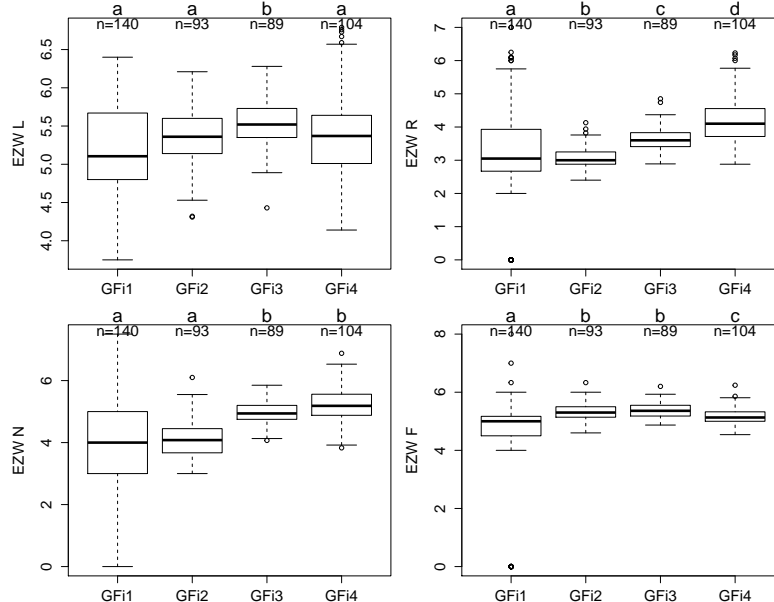 a a b a
n=140 n=93 n=89 n=104
EZW L
6.5
6.0
5.5
5.0
4.5
4.0
GFi1 GFi2 GFi3 GFi4
a b c d
n=140 n=93 n=89 n=104
EZW R
7
6
5
4
3
2
1
0
GFi1 GFi2 GFi3 GFi4
a a b b
n=140 n=93 n=89 n=104
EZW N
6
4
2
0
GFi1 GFi2 GFi3 GFi4
a b b c
n=140 n=93 n=89 n=104
EZW F
8
6
4
2
0
GFi1 GFi2 GFi3 GFi4